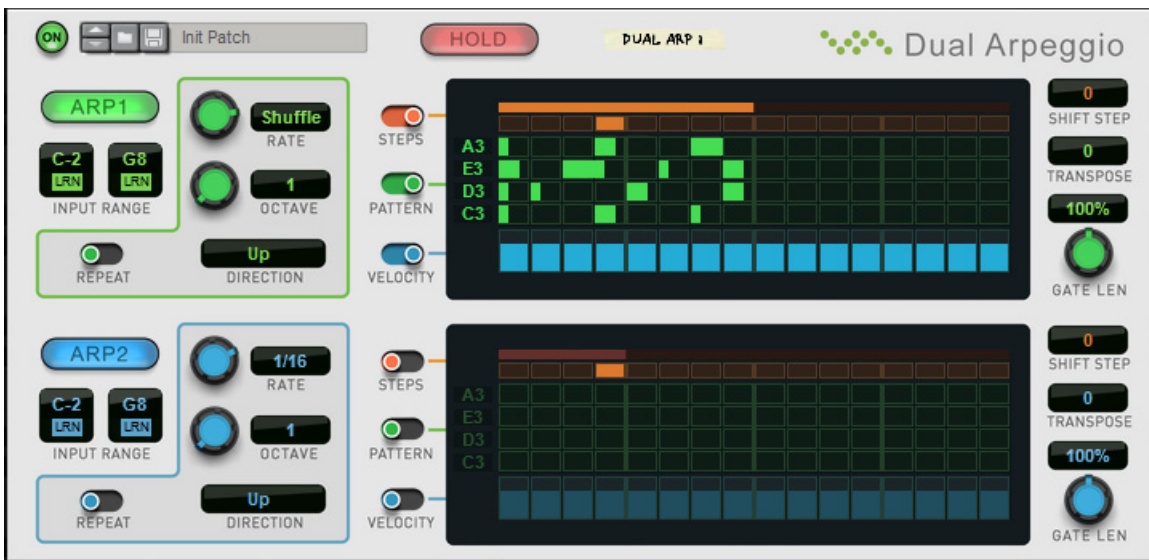 ON
Init Patch
HOLD
DUAL ARP 1
Dual Arpeggio
ARP1
C-2
LRN
G8
LRN
INPUT RANGE
REPEAT
Shuffle
RATE
1
OCTAVE
Up
DIRECTION
STEPS
PATTERN
VELOCITY
A3
E3
D3
C3
0
SHIFT STEP
0
TRANSPOSE
100%
GATE LEN
ARP2
C-2
LRN
G8
LRN
INPUT RANGE
REPEAT
1/16
RATE
1
OCTAVE
Up
DIRECTION
STEPS
PATTERN
VELOCITY
A3
E3
D3
C3
0
SHIFT STEP
0
TRANSPOSE
100%
GATE LEN